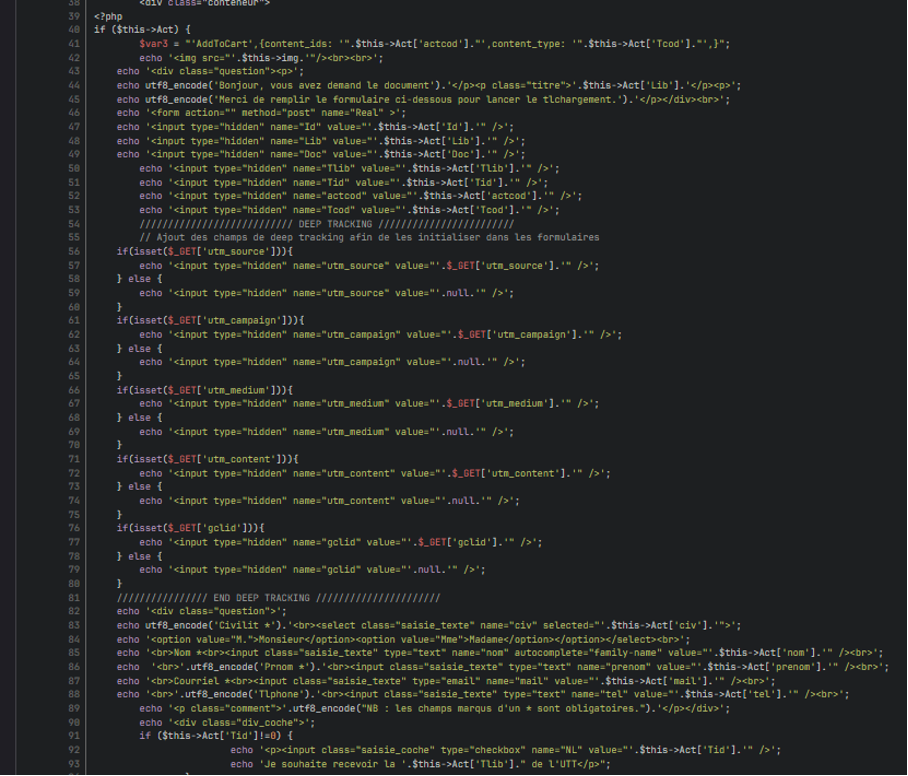 38 <div class="conteneur">
39 <?php
40 if ($this->Act) {
41 $var3 = "'AddToCart',{content_ids: '".$this->Act['actcod']."',content_type: '".$this->Act['Tcod']."',}";
42 echo '<img src="'.$this->img.'"/><br><br>';
43 echo '<div class="question"><p>';
44 echo utf8_encode('Bonjour, vous avez demand le document').'</p><p class="titre">'.$this->Act['Lib'].'</p><p>';
45 echo utf8_encode('Merci de remplir le formulaire ci-dessous pour lancer le tlchargement.').'</p></div><br>';
46 echo '<form action="" method="post" name="Real" >';
47 echo '<input type="hidden" name="Id" value="'.$this->Act['Id'].'" />';
48 echo '<input type="hidden" name="Lib" value="'.$this->Act['Lib'].'" />';
49 echo '<input type="hidden" name="Doc" value="'.$this->Act['Doc'].'" />';
50 echo '<input type="hidden" name="Tlib" value="'.$this->Act['Tlib'].'" />';
51 echo '<input type="hidden" name="Tid" value="'.$this->Act['Tid'].'" />';
52 echo '<input type="hidden" name="actcod" value="'.$this->Act['actcod'].'" />';
53 echo '<input type="hidden" name="Tcod" value="'.$this->Act['Tcod'].'" />';
54 /////////////////////////// DEEP TRACKING ////////////////////////
55 // Ajout des champs de deep tracking afin de les initialiser dans les formulaires
56 if(isset($_GET['utm_source'])){
57 echo '<input type="hidden" name="utm_source" value="'.$_GET['utm_source'].'" />';
58 } else {
59 echo '<input type="hidden" name="utm_source" value="'.null.'" />';
60 }
61 if(isset($_GET['utm_campaign'])){
62 echo '<input type="hidden" name="utm_campaign" value="'.$_GET['utm_campaign'].'" />';
63 } else {
64 echo '<input type="hidden" name="utm_campaign" value="'.null.'" />';
65 }
66 if(isset($_GET['utm_medium'])){
67 echo '<input type="hidden" name="utm_medium" value="'.$_GET['utm_medium'].'" />';
68 } else {
69 echo '<input type="hidden" name="utm_medium" value="'.null.'" />';
70 }
71 if(isset($_GET['utm_content'])){
72 echo '<input type="hidden" name="utm_content" value="'.$_GET['utm_content'].'" />';
73 } else {
74 echo '<input type="hidden" name="utm_content" value="'.null.'" />';
75 }
76 if(isset($_GET['gclid'])){
77 echo '<input type="hidden" name="gclid" value="'.$_GET['gclid'].'" />';
78 } else {
79 echo '<input type="hidden" name="gclid" value="'.null.'" />';
80 }
81 //////////////// END DEEP TRACKING //////////////////////
82 echo '<div class="question">';
83 echo utf8_encode('Civilit *').'<br><select class="saisie_texte" name="civ" selected="'.$this->Act['civ'].'">';
84 echo '<option value="M.">Monsieur</option><option value="Mme">Madame</option></option></select><br>';
85 echo '<br>Nom *<br><input class="saisie_texte" type="text" name="nom" autocomplete="family-name" value="'.$this->Act['nom'].'" /><br>';
86 echo '<br>'.utf8_encode('Prnom *').'<br><input class="saisie_texte" type="text" name="prenom" value="'.$this->Act['prenom'].'" /><br>';
87 echo '<br>Courriel *<br><input class="saisie_texte" type="email" name="mail" value="'.$this->Act['mail'].'" /><br>';
88 echo '<br>'.utf8_encode('Tlphone').'<br><input class="saisie_texte" type="text" name="tel" value="'.$this->Act['tel'].'" /><br>';
89 echo '<p class="comment">'.utf8_encode("NB : les champs marqus d'un * sont obligatoires.").'</p></div>';
90 echo '<div class="div_coche">';
91 if ($this->Act['Tid']!=0) {
92 echo '<p><input class="saisie_coche" type="checkbox" name="NL" value="'.$this->Act['Tid'].'" />';
93 echo 'Je souhaite recevoir la '.$this->Act['Tlib']." de l'UTT</p>";